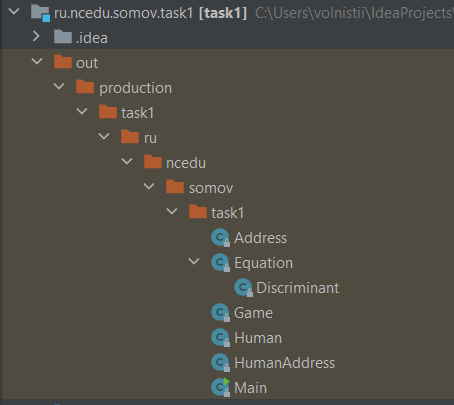 ru.ncedu.somov.task1 [task1] C:\Users\volnistii\IdeaProjects\
.idea
out
production
task1
ru
ncedu
somov
task1
Address
Equation
Discriminant
Game
Human
HumanAddress
Main